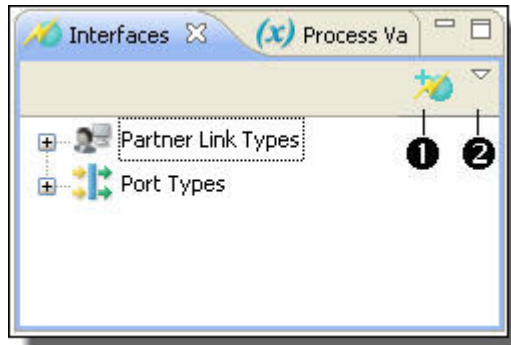 Interfaces (x) Process Va
Partner Link Types
Port Types
1 2